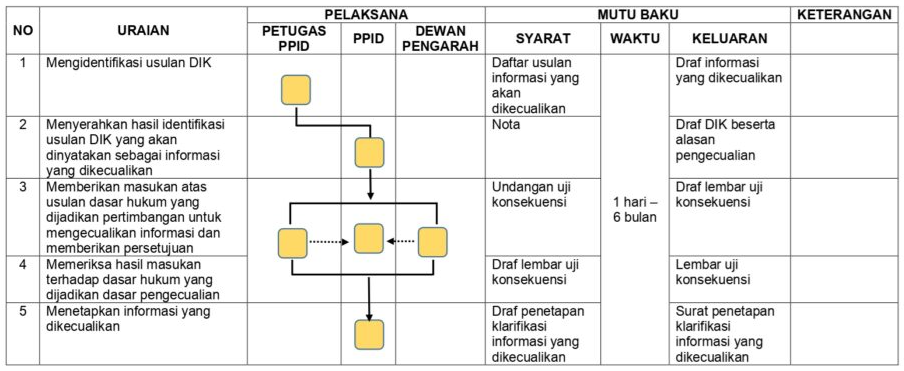 NO
URAIAN
PELAKSANA
MUTU BAKU
KETERANGAN
PETUGAS
PPID
PPID
DEWAN
PENGARAH
SYARAT
WAKTU
KELUARAN
1
Mengidentifikasi usulan DIK
Daftar usulan
informasi yang
akan
dikecualikan
1 hari –
6 bulan
Draf informasi
yang dikecualikan
2
Menyerahkan hasil identifikasi
usulan DIK yang akan
dinyatakan sebagai informasi
yang dikecualikan
Nota
Draf DIK beserta
alasan
pengecualian
3
Memberikan masukan atas
usulan dasar hukum yang
dijadikan pertimbangan untuk
mengecualikan informasi dan
memberikan persetujuan
Undangan uji
konsekuensi
Draf lembar uji
konsekuensi
4
Memeriksa hasil masukan
terhadap dasar hukum yang
dijadikan dasar pengecualian
Draf lembar uji
konsekuensi
Lembar uji
konsekuensi
5
Menetapkan informasi yang
dikecualikan
Draf penetapan
klarifikasi
informasi yang
dikecualikan
Surat penetapan
klarifikasi
informasi yang
dikecualikan